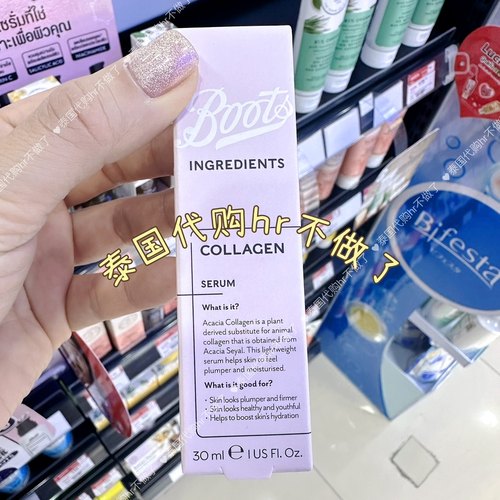 Boots
INGREDIENTS
泰国代购hr不做了
COLLAGEN
SERUM
What is it?
Acacia Collagen is a plant
derived substitute for animal
collagen that is obtained from
Acacia Seyal. This lightweight
serum helps skin to feel
plumper and moisturised.
What is it good for?
• Skin looks plumper and firmer
• Skin looks healthy and youthful
• Helps to boost skin's hydration
30 ml e 1 US Fl. Oz.
Bifesta
SALICYLIC ACID
NIACINAMIDE